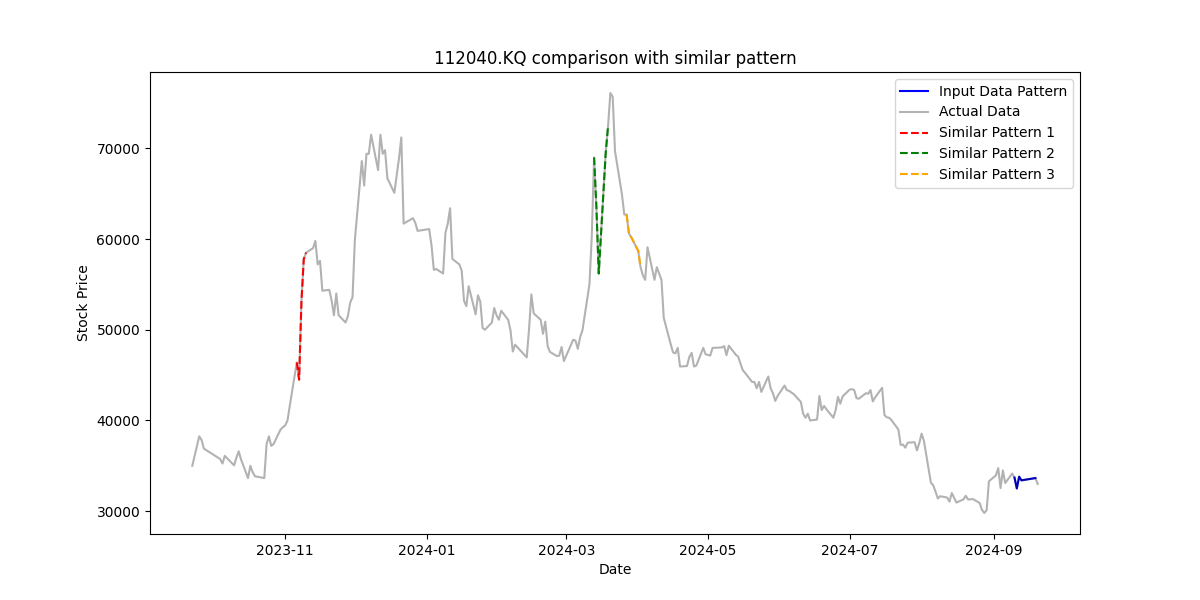 112040.KQ comparison with similar pattern
Input Data Pattern
Actual Data
Similar Pattern 1
Similar Pattern 2
Similar Pattern 3
Stock Price
70000
60000
50000
40000
30000
2023-11
2024-01
2024-03
2024-05
2024-07
2024-09
Date